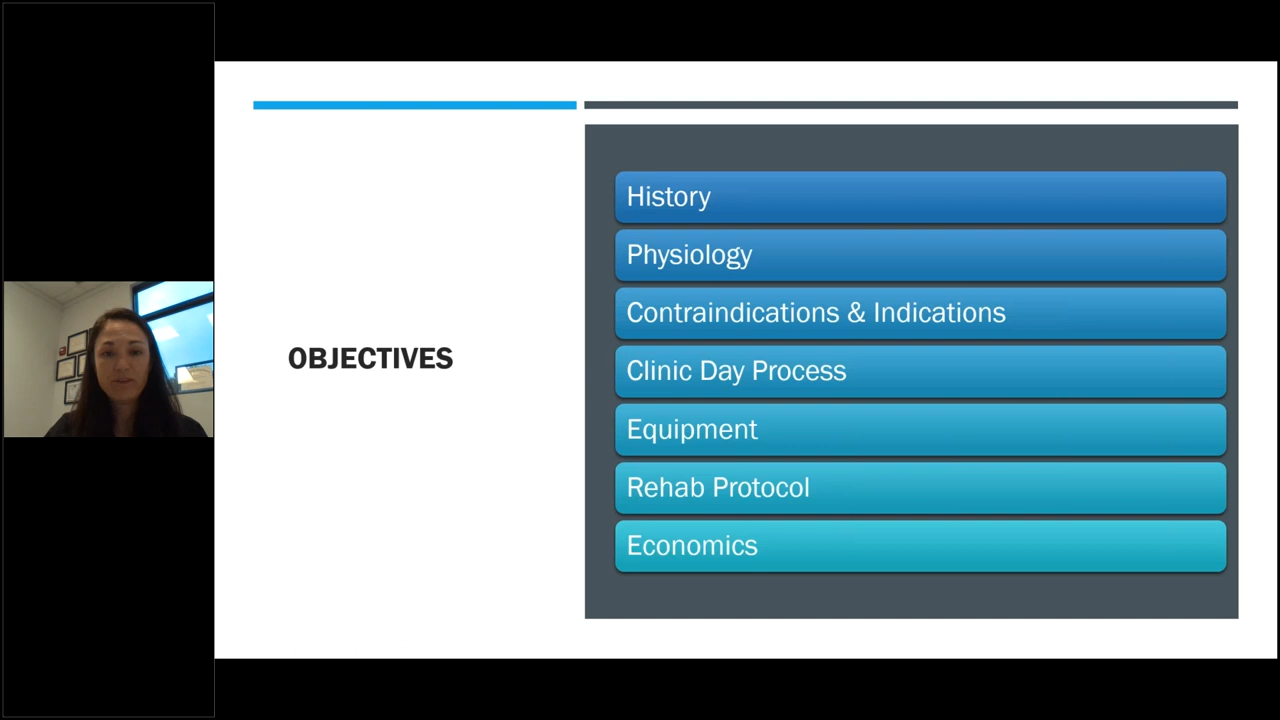 OBJECTIVES
History
Physiology
Contraindications & Indications
Clinic Day Process
Equipment
Rehab Protocol
Economics